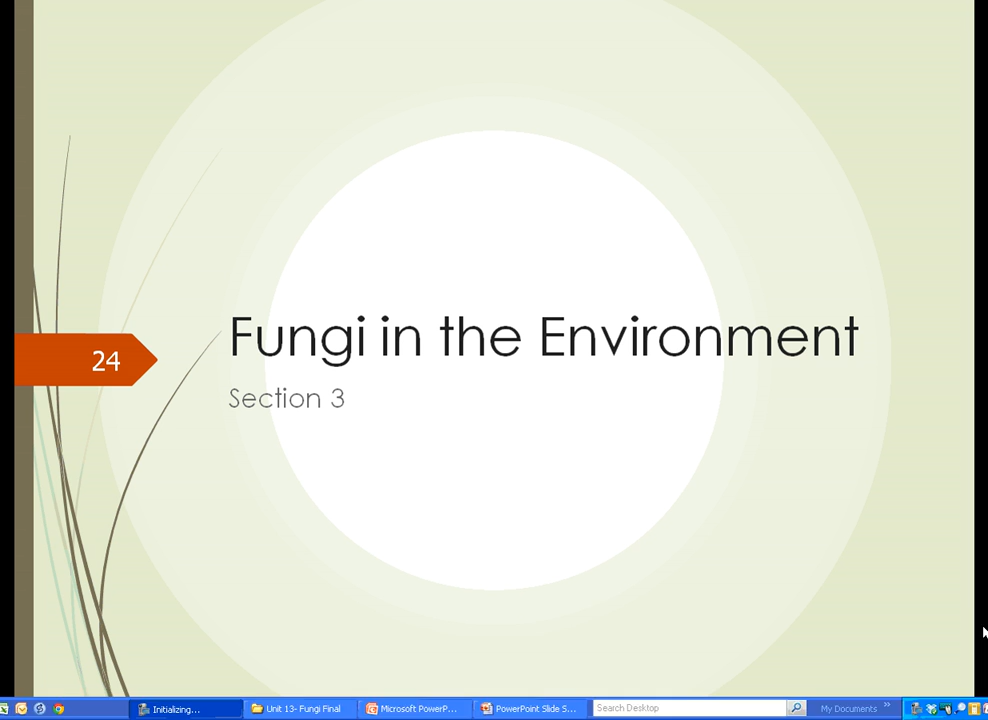 Fungi in the Environment
24
Section 3
Initializing...
Unit 13- Fungi Final
Microsoft PowerP...
PowerPoint Slide S...
Search Desktop
My Documents